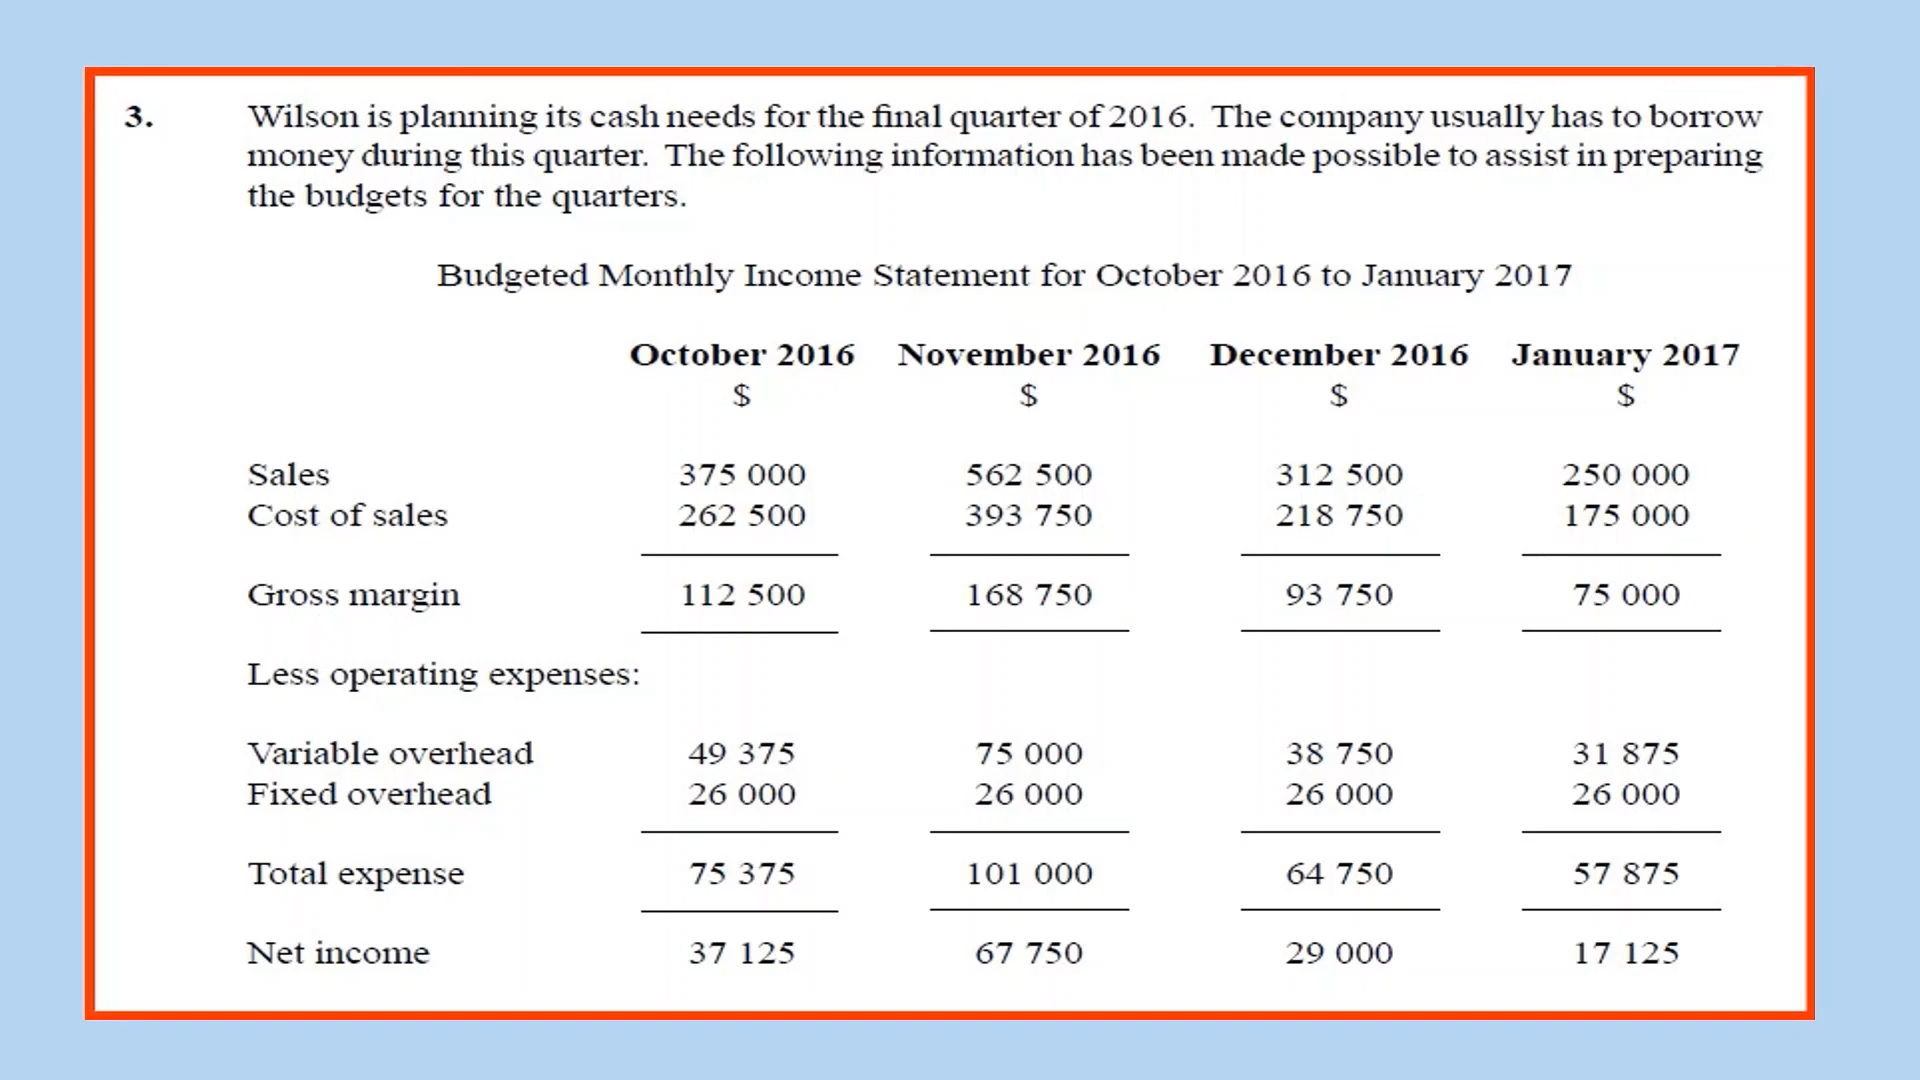 3. Wilson is planning its cash needs for the final quarter of 2016. The company usually has to borrow
money during this quarter. The following information has been made possible to assist in preparing
the budgets for the quarters.
Budgeted Monthly Income Statement for October 2016 to January 2017
October 2016 November 2016 December 2016 January 2017
$ $ $ $
Sales 375 000 562 500 312 500 250 000
Cost of sales 262 500 393 750 218 750 175 000
Gross margin 112 500 168 750 93 750 75 000
Less operating expenses:
Variable overhead 49 375 75 000 38 750 31 875
Fixed overhead 26 000 26 000 26 000 26 000
Total expense 75 375 101 000 64 750 57 875
Net income 37 125 67 750 29 000 17 125